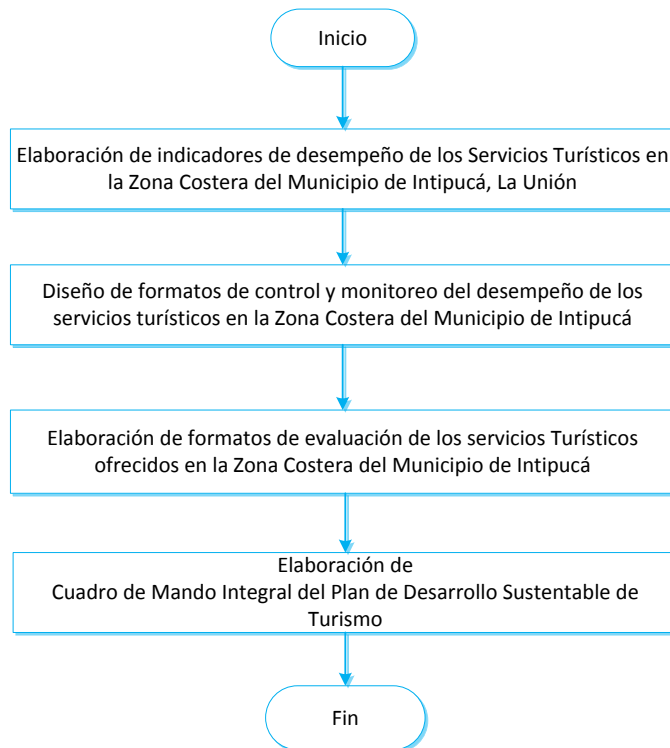 Inicio
Elaboración de indicadores de desempeño de los Servicios Turísticos en
la Zona Costera del Municipio de Intipucá, La Unión
Diseño de formatos de control y monitoreo del desempeño de los
servicios turísticos en la Zona Costera del Municipio de Intipucá
Elaboración de formatos de evaluación de los servicios Turísticos
ofrecidos en la Zona Costera del Municipio de Intipucá
Elaboración de
Cuadro de Mando Integral del Plan de Desarrollo Sustentable de
Turismo
Fin